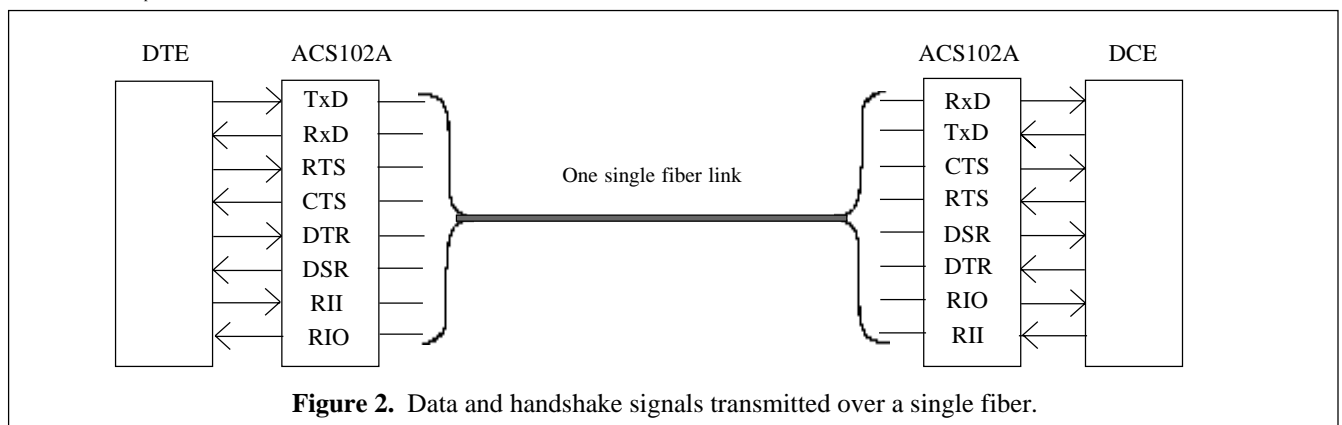 DTE ACS102A ACS102A DCE
TxD RxD
RxD TxD
RTS CTS
One single fiber link
CTS RTS
DTR DSR
DSR DTR
RII RIO
RIO RII
Figure 2. Data and handshake signals transmitted over a single fiber.